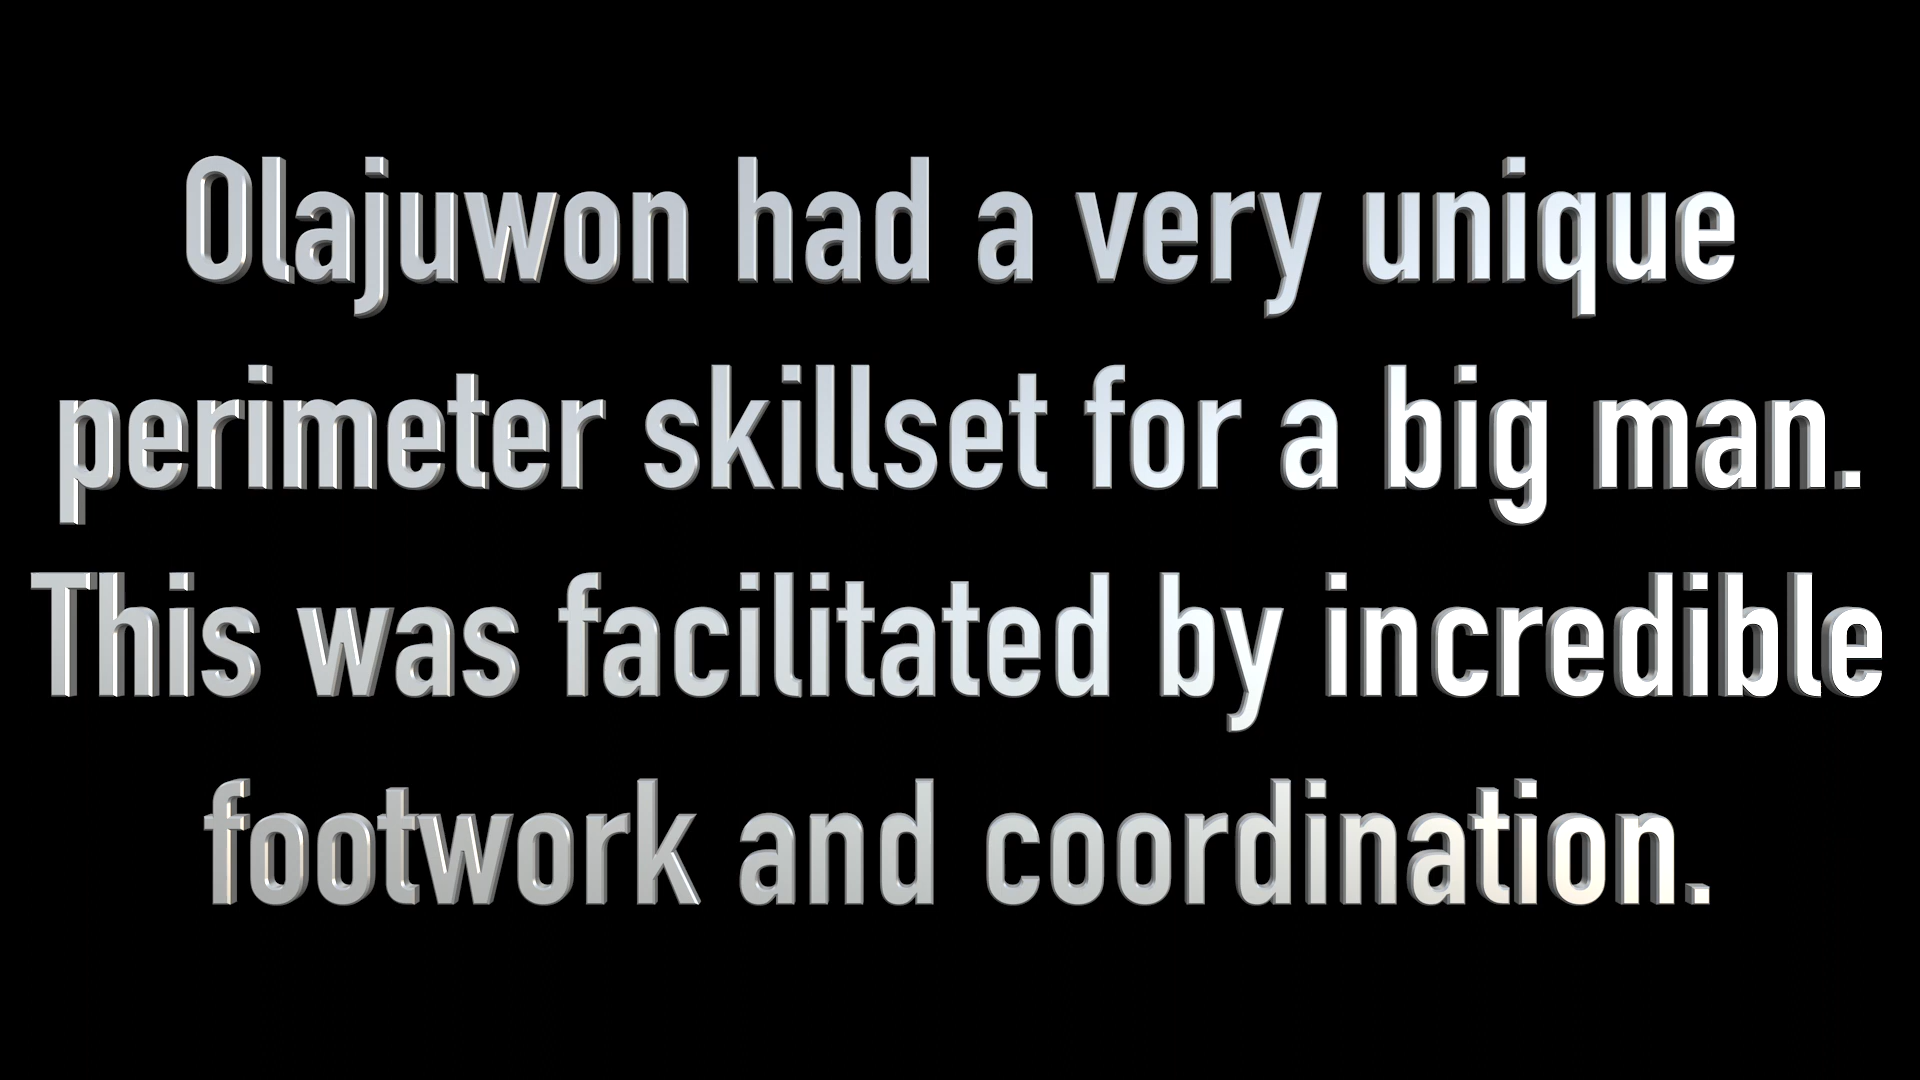 Olajuwon had a very unique
perimeter skillset for a big man.
This was facilitated by incredible
footwork and coordination.